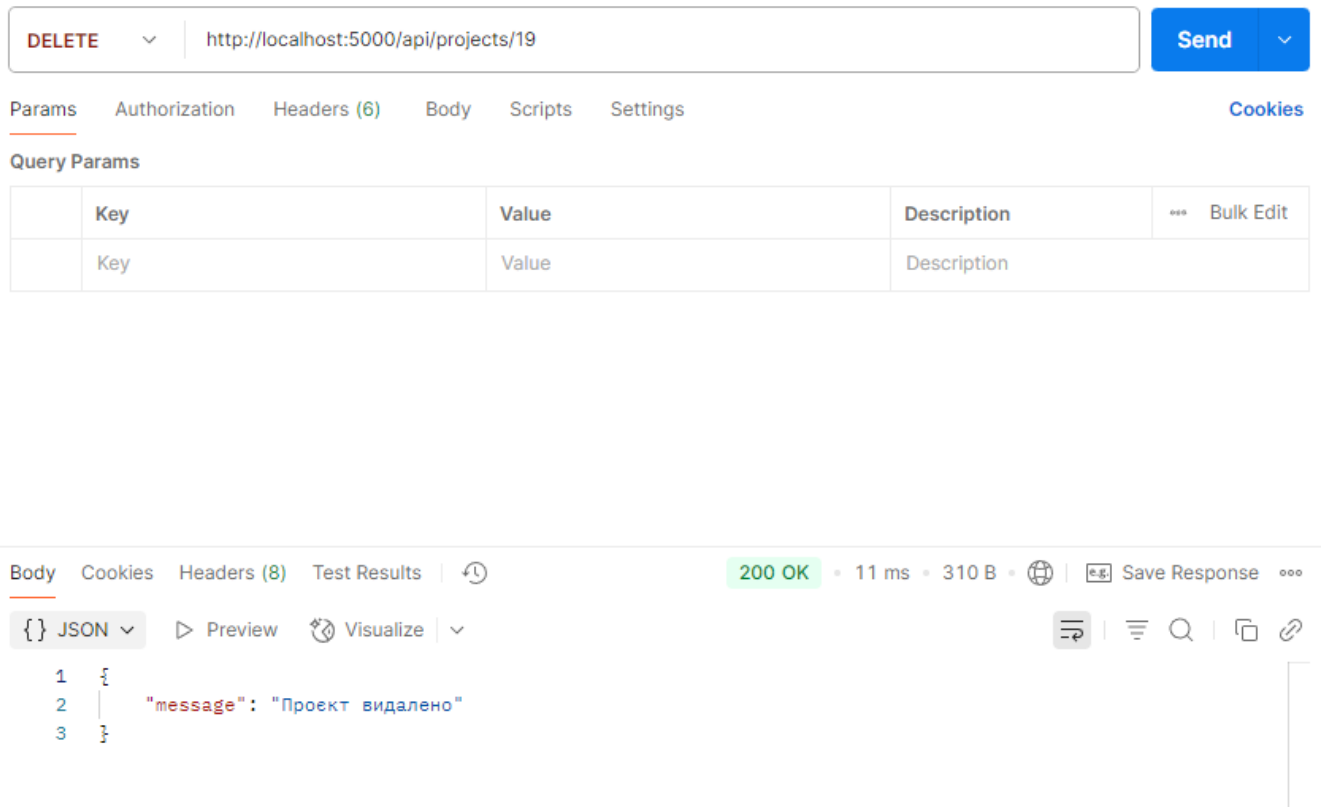 DELETE http://localhost:5000/api/projects/19 Send
Params Authorization Headers (6) Body Scripts Settings Cookies
Query Params
Key Value Description Bulk Edit
Key Value Description
Body Cookies Headers (8) Test Results 200 OK 11 ms 310 B e.g. Save Response
{} JSON Preview Visualize
1 {
2 "message": "Проєкт видалено"
3 }